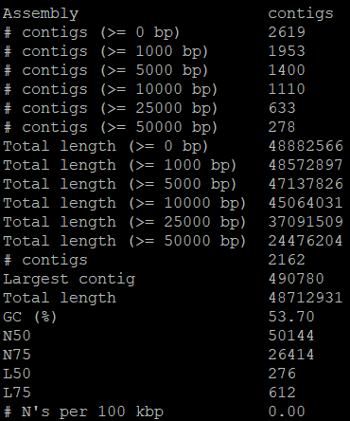 Assembly contigs
# contigs (>= 0 bp) 2619
# contigs (>= 1000 bp) 1953
# contigs (>= 5000 bp) 1400
# contigs (>= 10000 bp) 1110
# contigs (>= 25000 bp) 633
# contigs (>= 50000 bp) 278
Total length (>= 0 bp) 48882566
Total length (>= 1000 bp) 48572897
Total length (>= 5000 bp) 47137826
Total length (>= 10000 bp) 45064031
Total length (>= 25000 bp) 37091509
Total length (>= 50000 bp) 24476204
# contigs 2162
Largest contig 490780
Total length 48712931
GC (%) 53.70
N50 50144
N75 26414
L50 276
L75 612
# N's per 100 kbp 0.00